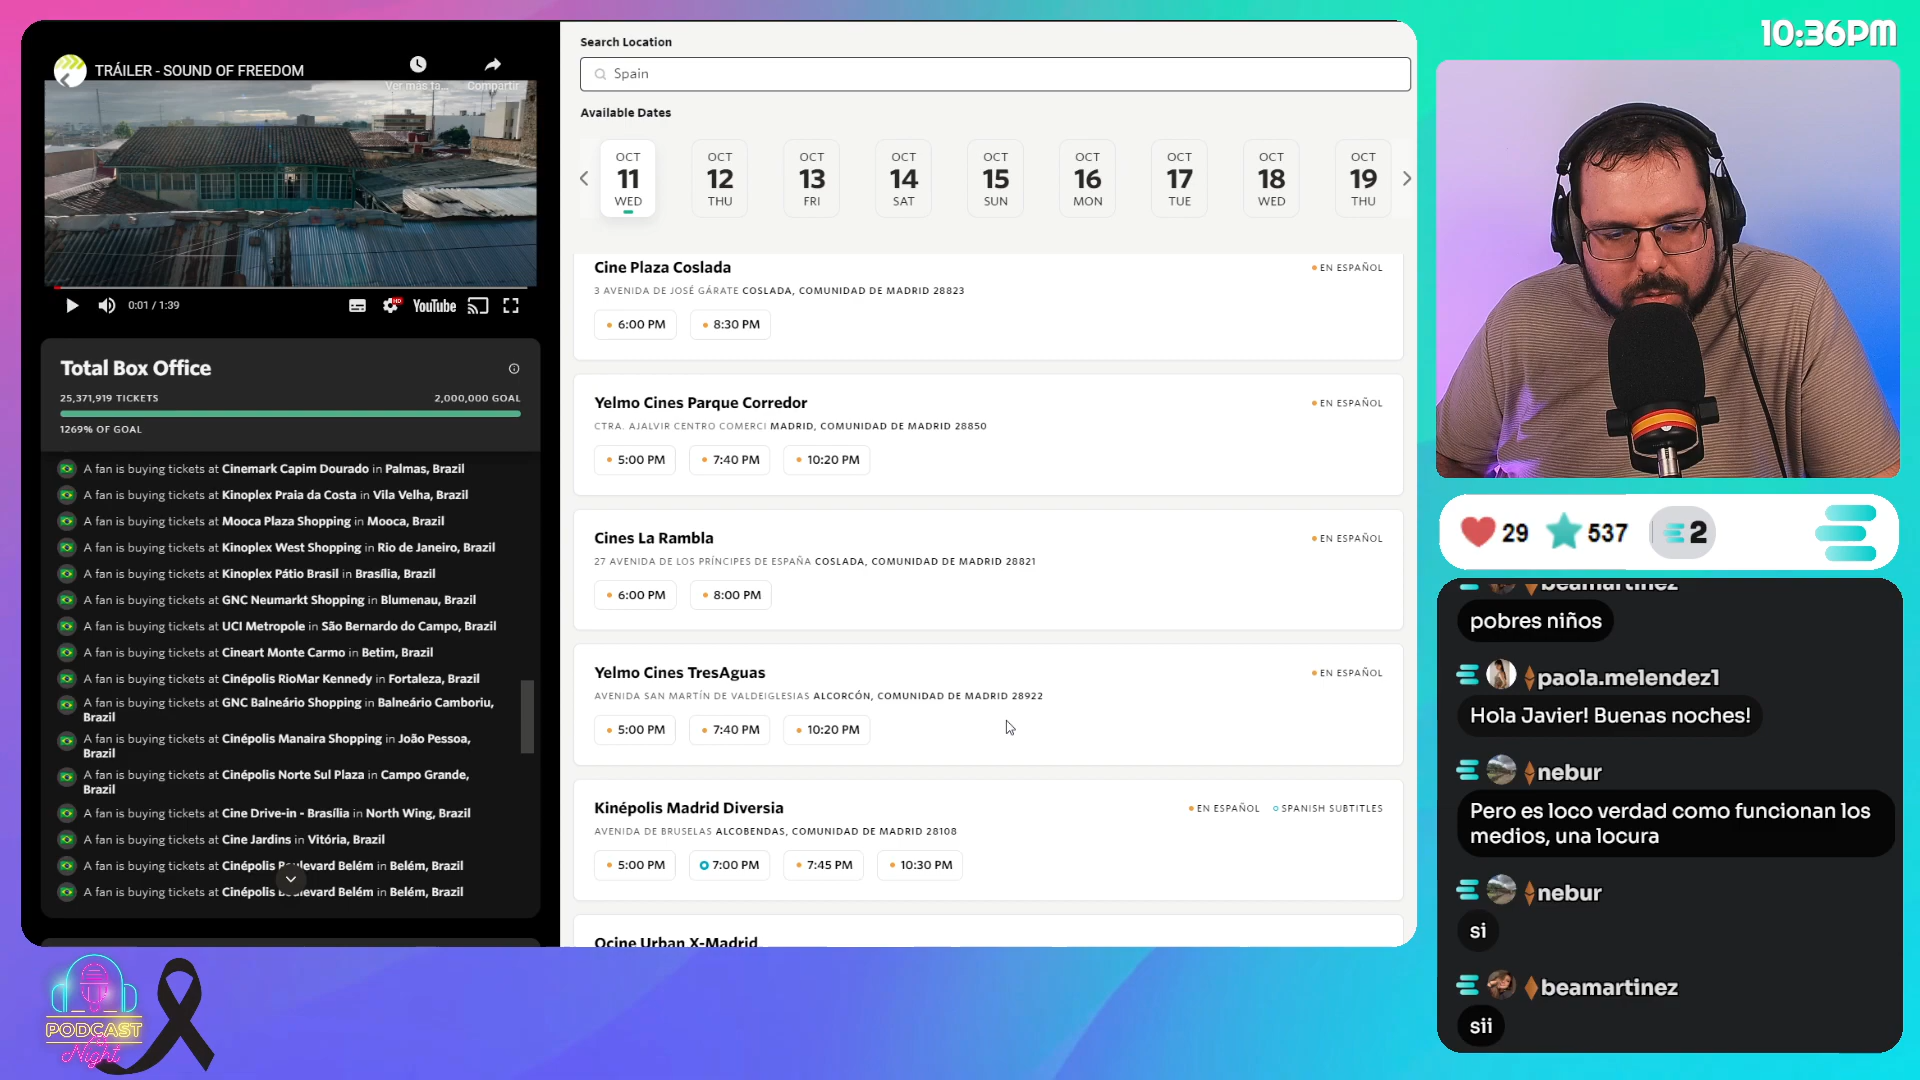 10:36PM
TRÁILER - SOUND OF FREEDOM
Ver más ta...
Compartir
0:01 / 1:39
YouTube
Total Box Office
25,371,919 TICKETS
2,000,000 GOAL
1269% OF GOAL
A fan is buying tickets at Cinemark Capim Dourado in Palmas, Brazil
A fan is buying tickets at Kinoplex Praia da Costa in Vila Velha, Brazil
A fan is buying tickets at Mooca Plaza Shopping in Mooca, Brazil
A fan is buying tickets at Kinoplex West Shopping in Rio de Janeiro, Brazil
A fan is buying tickets at Kinoplex Pátio Brasil in Brasília, Brazil
A fan is buying tickets at GNC Neumarkt Shopping in Blumenau, Brazil
A fan is buying tickets at UCI Metropole in São Bernardo do Campo, Brazil
A fan is buying tickets at Cineart Monte Carmo in Betim, Brazil
A fan is buying tickets at Cinépolis RioMar Kennedy in Fortaleza, Brazil
A fan is buying tickets at GNC Balneário Shopping in Balneário Camboriu,
Brazil
A fan is buying tickets at Cinépolis Manaira Shopping in João Pessoa,
Brazil
A fan is buying tickets at Cinépolis Norte Sul Plaza in Campo Grande,
Brazil
A fan is buying tickets at Cine Drive-in - Brasília in North Wing, Brazil
A fan is buying tickets at Cine Jardins in Vitória, Brazil
A fan is buying tickets at Cinépolis Boulevard Belém in Belém, Brazil
A fan is buying tickets at Cinépolis Boulevard Belém in Belém, Brazil
Search Location
Spain
Available Dates
OCT 11 WED
OCT 12 THU
OCT 13 FRI
OCT 14 SAT
OCT 15 SUN
OCT 16 MON
OCT 17 TUE
OCT 18 WED
OCT 19 THU
Cine Plaza Coslada
EN ESPAÑOL
3 AVENIDA DE JOSÉ GÁRATE COSLADA, COMUNIDAD DE MADRID 28823
6:00 PM 8:30 PM
Yelmo Cines Parque Corredor
EN ESPAÑOL
CTRA. AJALVIR CENTRO COMERCI MADRID, COMUNIDAD DE MADRID 28850
5:00 PM 7:40 PM 10:20 PM
Cines La Rambla
EN ESPAÑOL
27 AVENIDA DE LOS PRÍNCIPES DE ESPAÑA COSLADA, COMUNIDAD DE MADRID 28821
6:00 PM 8:00 PM
Yelmo Cines TresAguas
EN ESPAÑOL
AVENIDA SAN MARTÍN DE VALDEIGLESIAS ALCORCÓN, COMUNIDAD DE MADRID 28922
5:00 PM 7:40 PM 10:20 PM
Kinépolis Madrid Diversia
EN ESPAÑOL SPANISH SUBTITLES
AVENIDA DE BRUSELAS ALCOBENDAS, COMUNIDAD DE MADRID 28108
5:00 PM 7:00 PM 7:45 PM 10:30 PM
Ocine Urban X-Madrid
29 537 2
beamartinez
pobres niños
paola.melendez1
Hola Javier! Buenas noches!
nebur
Pero es loco verdad como funcionan los
medios, una locura
nebur
si
beamartinez
sii
PODCAST
Night